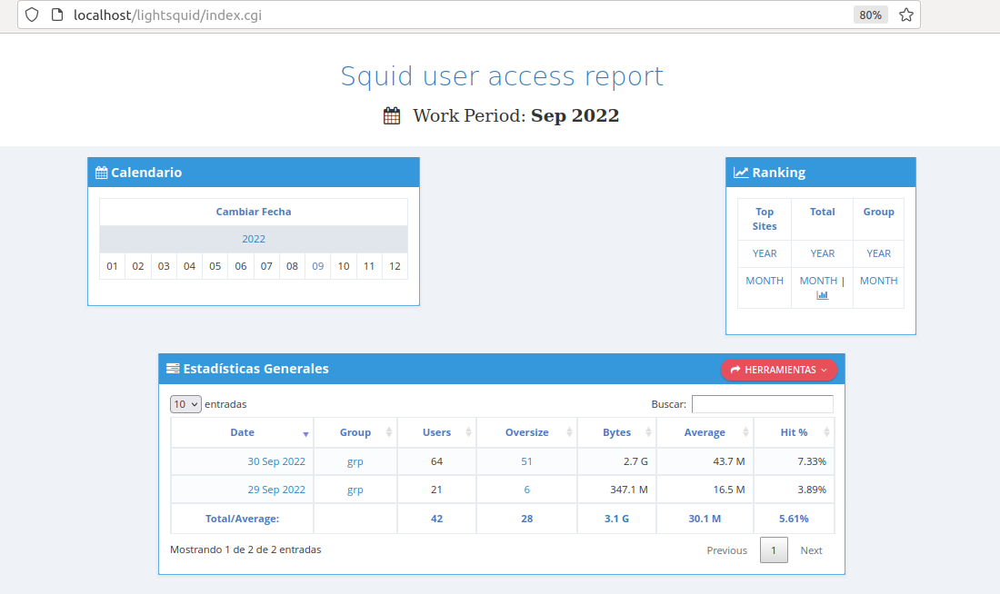 localhost/lightsquid/index.cgi 80%
Squid user access report
Work Period: Sep 2022
Calendario
Cambiar Fecha
2022
01 02 03 04 05 06 07 08 09 10 11 12
Ranking
Top Sites Total Group
YEAR YEAR YEAR
MONTH MONTH | MONTH
Estadísticas Generales HERRAMIENTAS
10 entradas Buscar:
Date Group Users Oversize Bytes Average Hit %
30 Sep 2022 grp 64 51 2.7 G 43.7 M 7.33%
29 Sep 2022 grp 21 6 347.1 M 16.5 M 3.89%
Total/Average: 42 28 3.1 G 30.1 M 5.61%
Mostrando 1 de 2 de 2 entradas Previous 1 Next